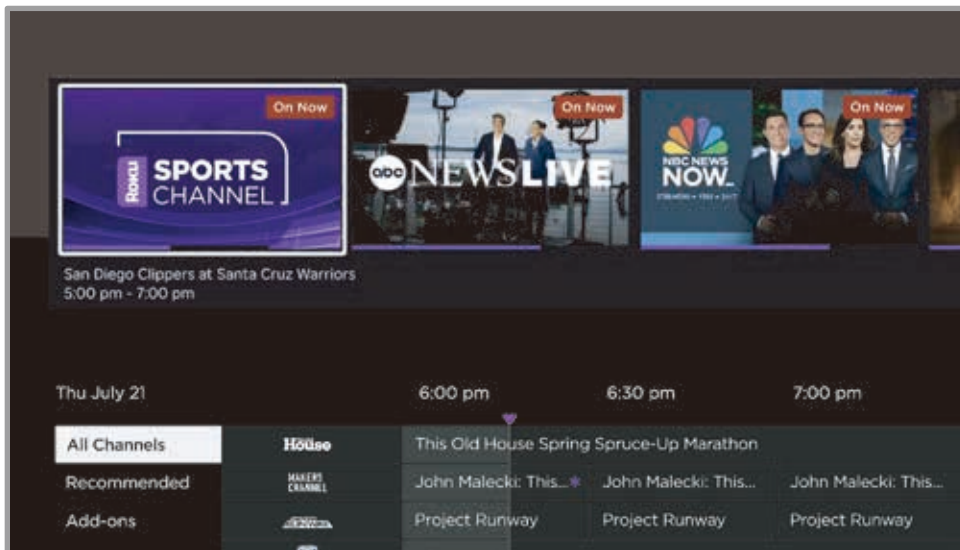 On Now
Roku
SPORTS
CHANNEL
On Now
abc NEWS LIVE
On Now
NBC NEWS
NOW
San Diego Clippers at Santa Cruz Warriors
5:00 pm - 7:00 pm
Thu July 21 6:00 pm 6:30 pm 7:00 pm
All Channels House This Old House Spring Spruce-Up Marathon
Recommended MAKERS CHANNEL John Malecki: This...* John Malecki: This... John Malecki: This...
Add-ons Project Runway Project Runway Project Runway